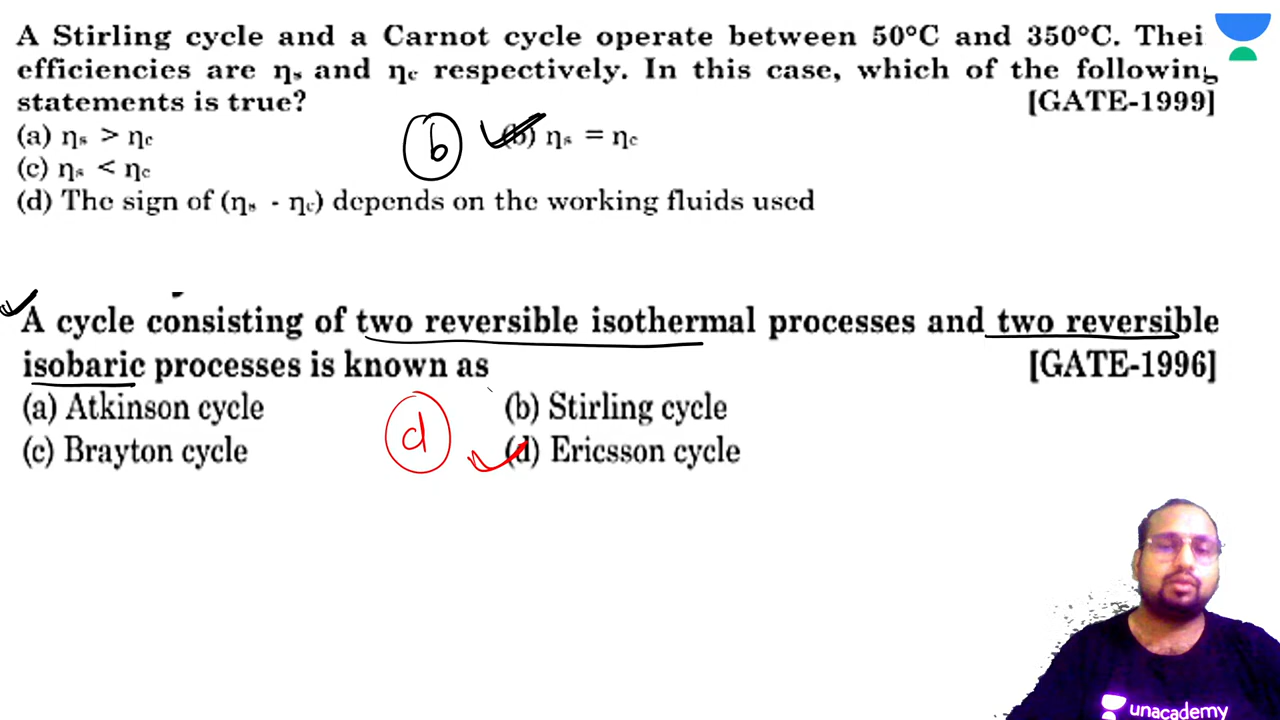 A Stirling cycle and a Carnot cycle operate between 50°C and 350°C. Thei
efficiencies are ηs and ηc respectively. In this case, which of the following
statements is true? [GATE-1999]
(a) ηs > ηc b (b) ηs = ηc
(c) ηs < ηc
(d) The sign of (ηs - ηc) depends on the working fluids used
A cycle consisting of two reversible isothermal processes and two reversible
isobaric processes is known as [GATE-1996]
(a) Atkinson cycle (b) Stirling cycle
d
(c) Brayton cycle (d) Ericsson cycle
unacademy